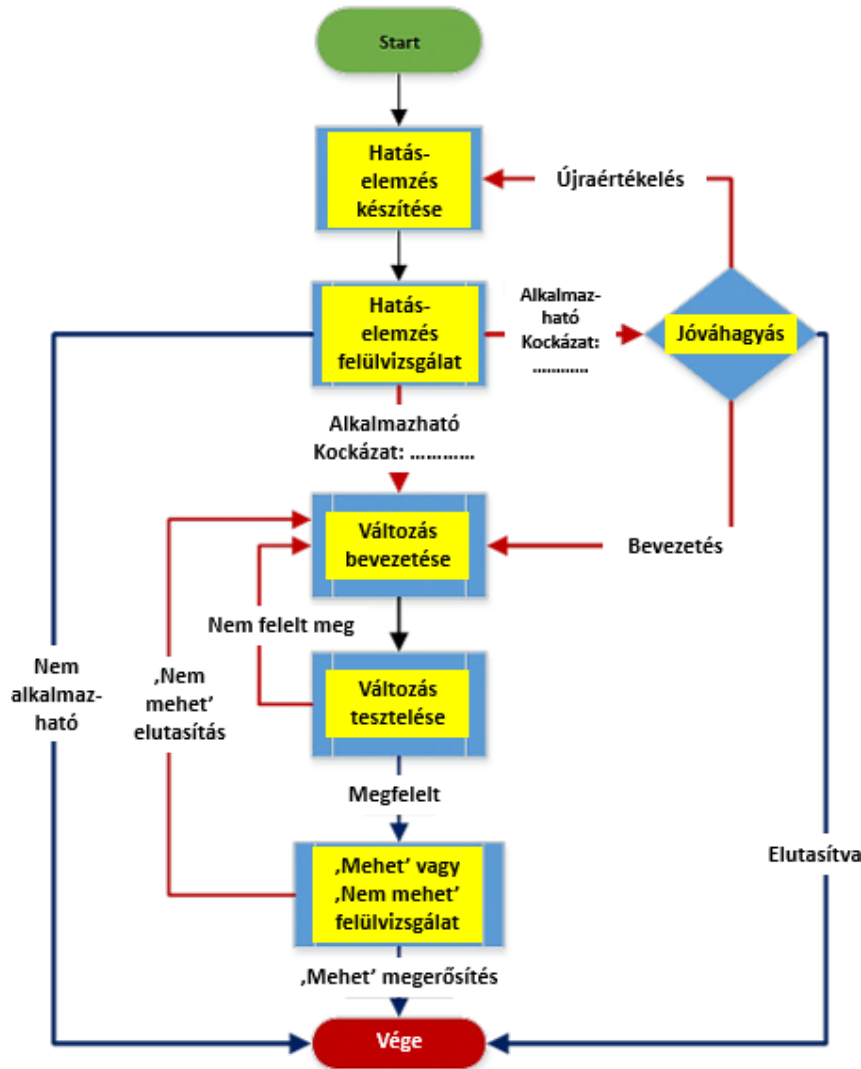 Start
Hatás-
elemzés
készítése
Újraértékelés
Hatás-
elemzés
felülvizsgálat
Alkalmaz-
ható
Kockázat:
............
Jóváhagyás
Alkalmazható
Kockázat: ............
Változás
bevezetése
Bevezetés
Nem felelt meg
Nem
alkalmaz-
ható
‚Nem
mehet’
elutasítás
Változás
tesztelése
Megfelelt
‚Mehet’ vagy
‚Nem mehet’
felülvizsgálat
Elutasítva
‚Mehet’ megerősítés
Vége